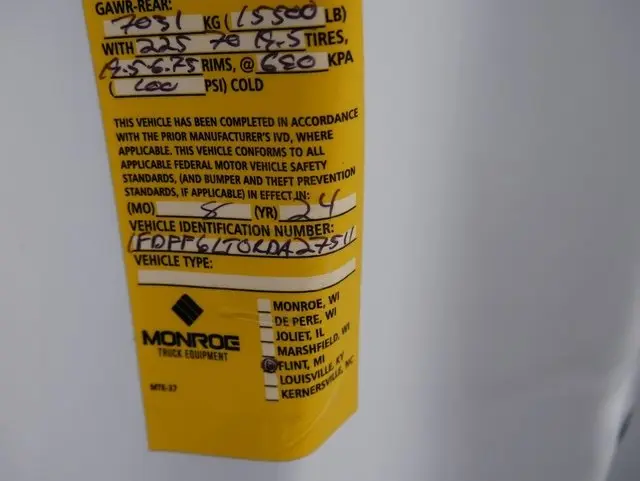 GAWR-REAR:
7031 KG (15500 LB)
WITH 225 70 19.5 TIRES,
19.5-6.75 RIMS, @ 680 KPA
(100 PSI) COLD
THIS VEHICLE HAS BEEN COMPLETED IN ACCORDANCE
WITH THE PRIOR MANUFACTURER'S IVD, WHERE
APPLICABLE. THIS VEHICLE CONFORMS TO ALL
APPLICABLE FEDERAL MOTOR VEHICLE SAFETY
STANDARDS, (AND BUMPER AND THEFT PREVENTION
STANDARDS, IF APPLICABLE) IN EFFECT IN:
(MO) 8 (YR) 24
VEHICLE IDENTIFICATION NUMBER:
1FDPF6LT0RDA27511
VEHICLE TYPE:
MONROE
TRUCK EQUIPMENT
MTE-37
MONROE, WI
DE PERE, WI
JOLIET, IL
MARSHFIELD, WI
FLINT, MI
LOUISVILLE, KY
KERNERSVILLE, NC